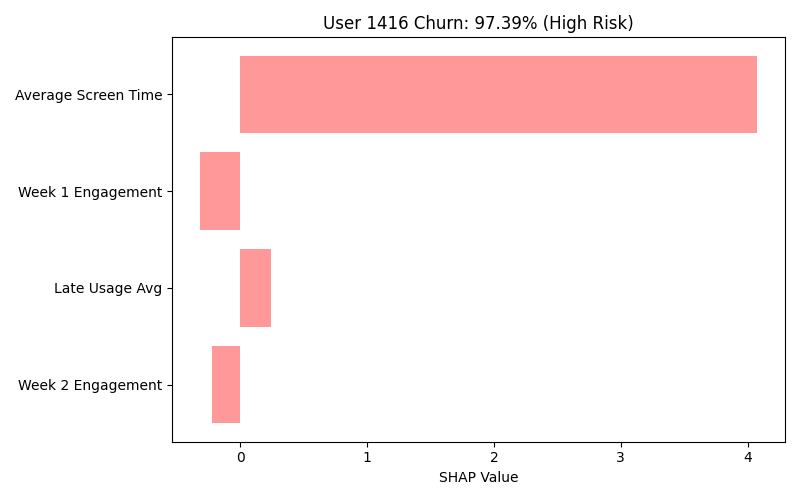 User 1416 Churn: 97.39% (High Risk)
Average Screen Time
Week 1 Engagement
Late Usage Avg
Week 2 Engagement
0 1 2 3 4
SHAP Value